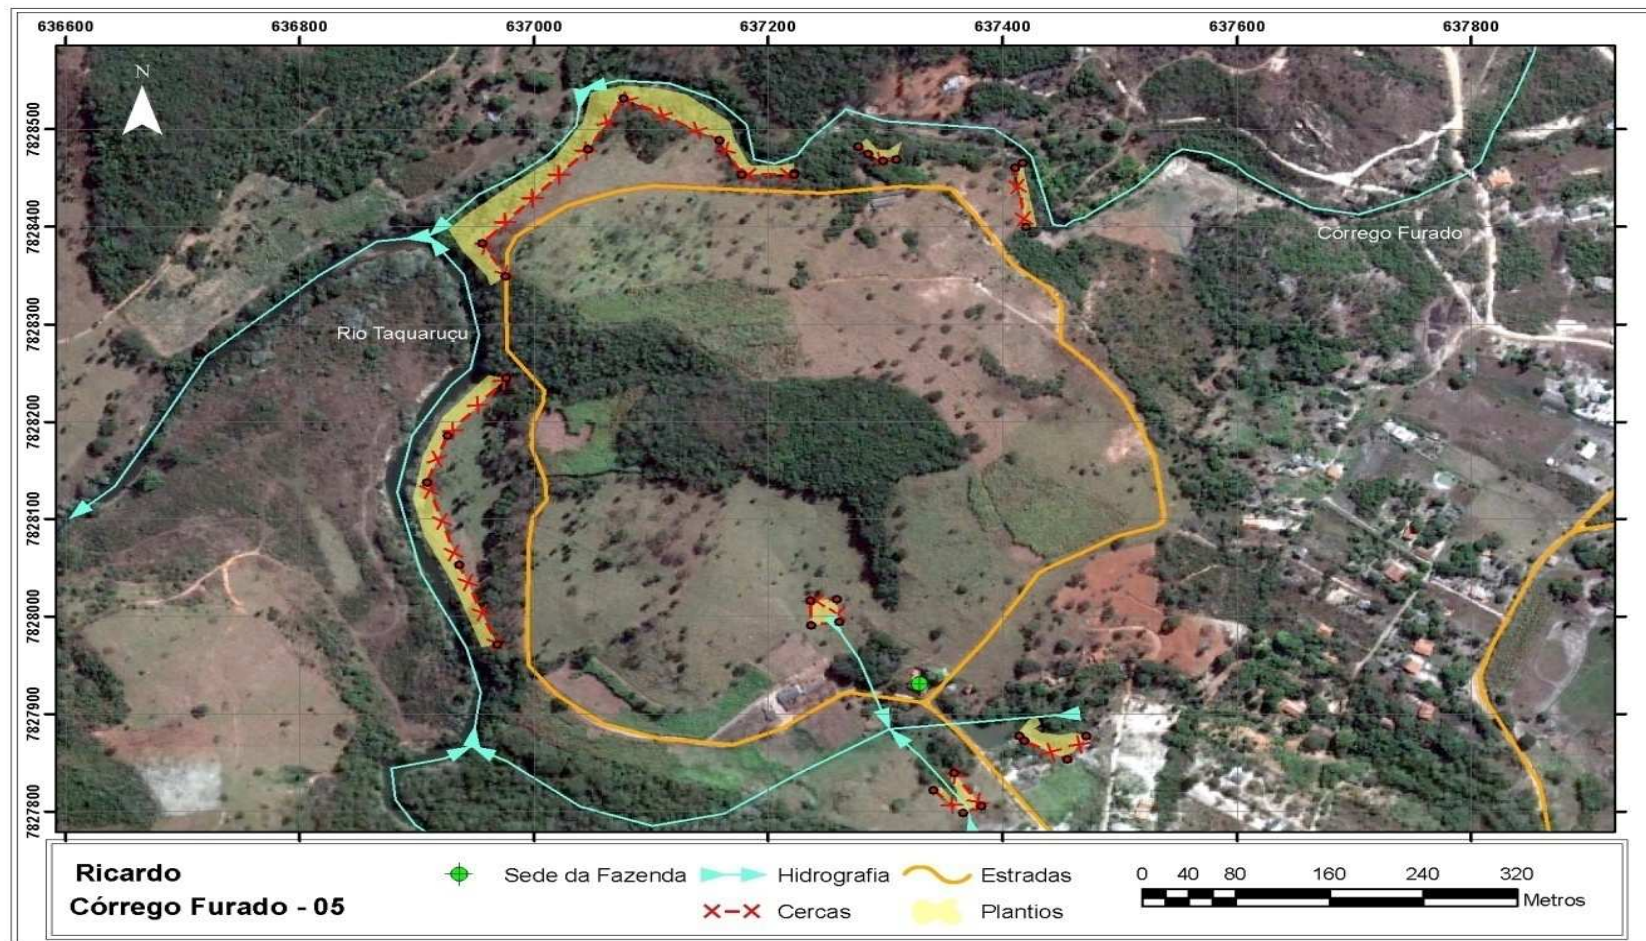 636600 636800 637000 637200 637400 637600 637800
N
7828500
7828400
7828300
7828200
7828100
7828000
7827900
7827800
Córrego Furado
Rio Taquaruçu
Ricardo
Córrego Furado - 05
Sede da Fazenda
Hidrografia
Estradas
Cercas
Plantios
0 40 80 160 240 320
Metros